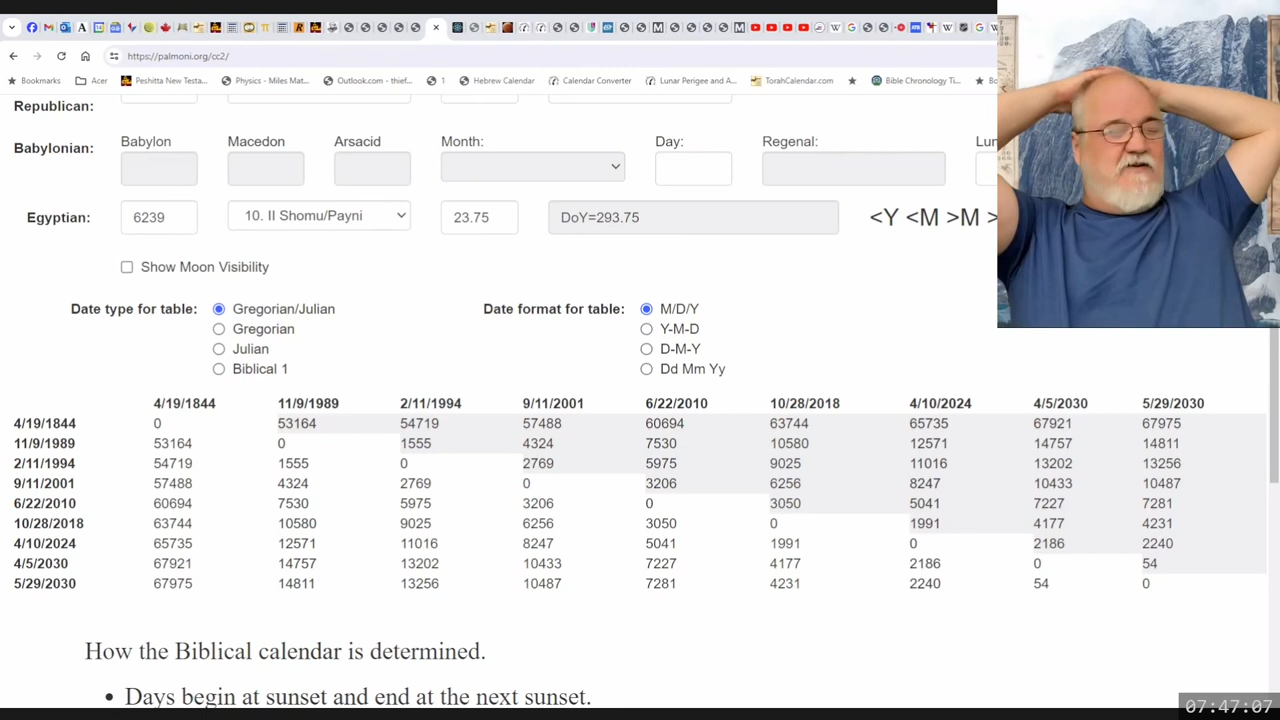 https://palmoni.org/cc2/
Bookmarks Acer Peshitta New Testa... Physics - Miles Mat... Outlook.com - thief... 1 Hebrew Calendar Calendar Converter Lunar Perigee and A... TorahCalendar.com Bible Chronology Ti...
Republican:
Babylon Macedon Arsacid Month: Day: Regenal: Lun
Babylonian:
Egyptian: 6239 10. II Shomu/Payni 23.75 DoY=293.75 <Y <M >M >
Show Moon Visibility
Date type for table: Gregorian/Julian Date format for table: M/D/Y
Gregorian Y-M-D
Julian D-M-Y
Biblical 1 Dd Mm Yy
4/19/1844 11/9/1989 2/11/1994 9/11/2001 6/22/2010 10/28/2018 4/10/2024 4/5/2030 5/29/2030
4/19/1844 0 53164 54719 57488 60694 63744 65735 67921 67975
11/9/1989 53164 0 1555 4324 7530 10580 12571 14757 14811
2/11/1994 54719 1555 0 2769 5975 9025 11016 13202 13256
9/11/2001 57488 4324 2769 0 3206 6256 8247 10433 10487
6/22/2010 60694 7530 5975 3206 0 3050 5041 7227 7281
10/28/2018 63744 10580 9025 6256 3050 0 1991 4177 4231
4/10/2024 65735 12571 11016 8247 5041 1991 0 2186 2240
4/5/2030 67921 14757 13202 10433 7227 4177 2186 0 54
5/29/2030 67975 14811 13256 10487 7281 4231 2240 54 0
How the Biblical calendar is determined.
• Days begin at sunset and end at the next sunset.
07:47:07